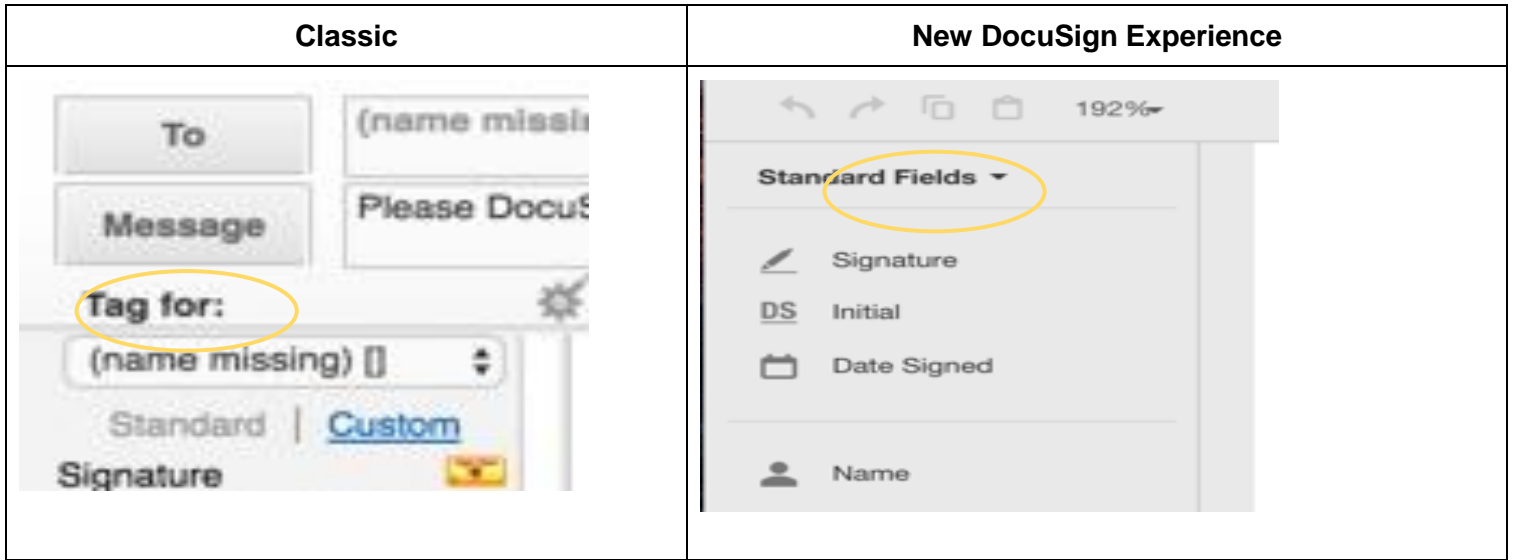 Classic
New DocuSign Experience
To
(name missi
Message
Please Docu
Tag for:
(name missing) []
Standard | Custom
Signature
192%
Standard Fields
Signature
DS Initial
Date Signed
Name